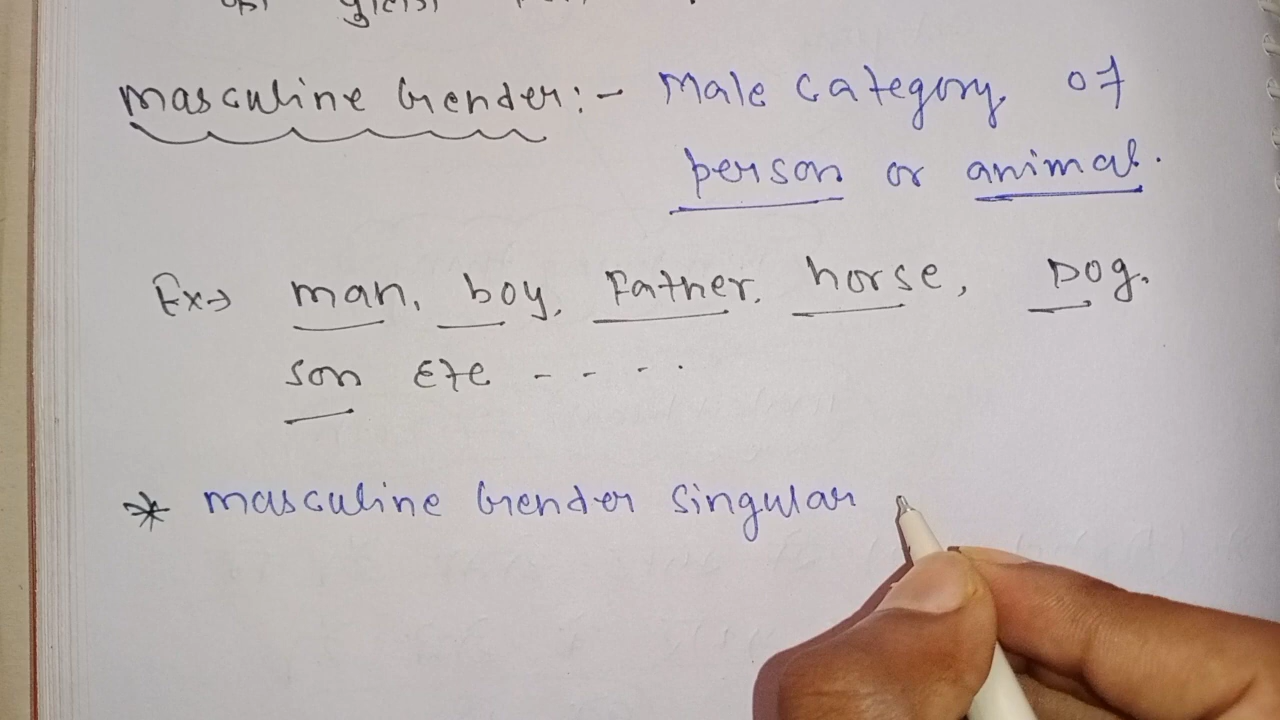 masculine Gender:- Male category of
person or animal.
Ex→ man, boy, Father, horse, Dog.
son Etc - - . . .
* masculine Gender singular